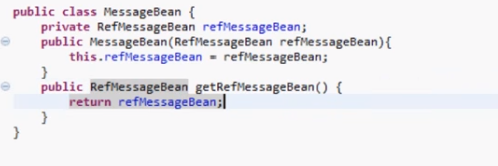 public class MessageBean {
private RefMessageBean refMessageBean;
public MessageBean(RefMessageBean refMessageBean){
this.refMessageBean = refMessageBean;
}
public RefMessageBean getRefMessageBean() {
return refMessageBean;
}
}